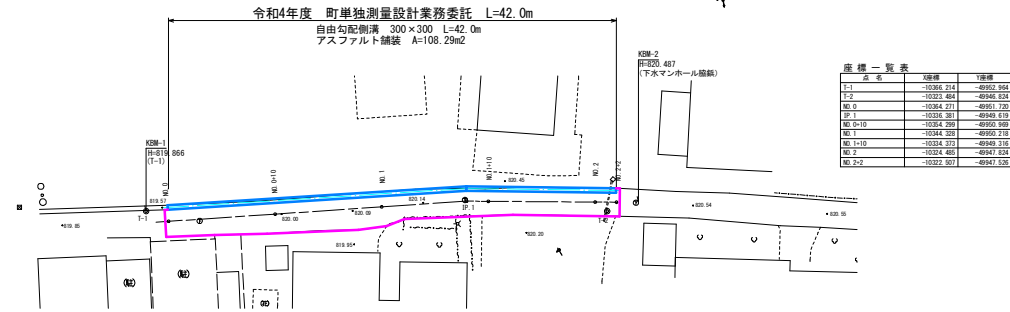 令和4年度　町単独測量設計業務委託　L=42.0m
自由勾配側溝　300×300　L=42.0m
アスファルト舗装　A=108.29m2
KBM-2
H=820.487
(下水マンホール脇鋲)
座標一覧表
点名 X座標 Y座標
T-1 -10366.214 -49952.964
T-2 -10323.484 -49946.824
NO.0 -10364.271 -49951.720
IP.1 -10336.381 -49949.619
NO.0+10 -10354.299 -49950.969
NO.1 -10344.328 -49950.218
NO.1+10 -10334.373 -49949.316
NO.2 -10324.485 -49947.824
NO.2+2 -10322.507 -49947.526
KBM-1
H=819.866
(T-1)
NO.0
NO.0+10
NO.1
NO.1+10
NO.2
NO.2+2
820.45
819.57
820.14
IP.1
820.54
820.55
T-1
820.00
820.09
819.85
819.95
820.20